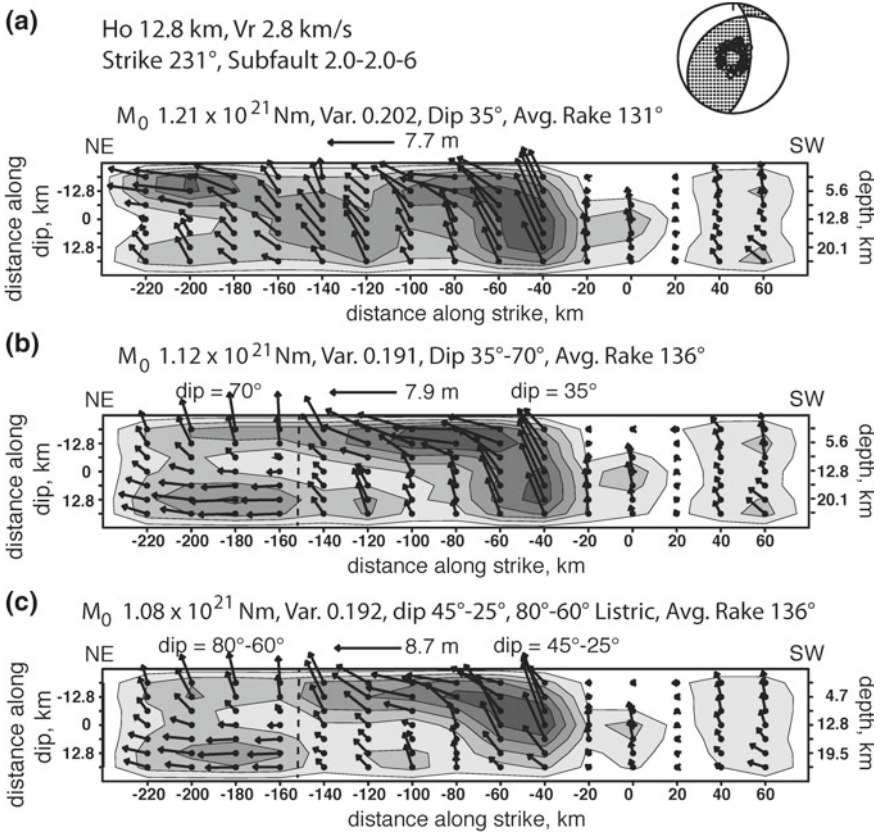 (a)
Ho 12.8 km, Vr 2.8 km/s
Strike 231°, Subfault 2.0-2.0-6
M0 1.21 x 10^21 Nm, Var. 0.202, Dip 35°, Avg. Rake 131°
NE 7.7 m SW
distance along dip, km
-12.8 0 12.8
5.6 12.8 20.1
depth, km
-220 -200 -180 -160 -140 -120 -100 -80 -60 -40 -20 0 20 40 60
distance along strike, km
(b)
M0 1.12 x 10^21 Nm, Var. 0.191, Dip 35°-70°, Avg. Rake 136°
NE dip = 70° 7.9 m dip = 35° SW
distance along dip, km
-12.8 0 12.8
5.6 12.8 20.1
depth, km
-220 -200 -180 -160 -140 -120 -100 -80 -60 -40 -20 0 20 40 60
distance along strike, km
(c)
M0 1.08 x 10^21 Nm, Var. 0.192, dip 45°-25°, 80°-60° Listric, Avg. Rake 136°
NE dip = 80°-60° 8.7 m dip = 45°-25° SW
distance along dip, km
-12.8 0 12.8
4.7 12.8 19.5
depth, km
-220 -200 -180 -160 -140 -120 -100 -80 -60 -40 -20 0 20 40 60
distance along strike, km